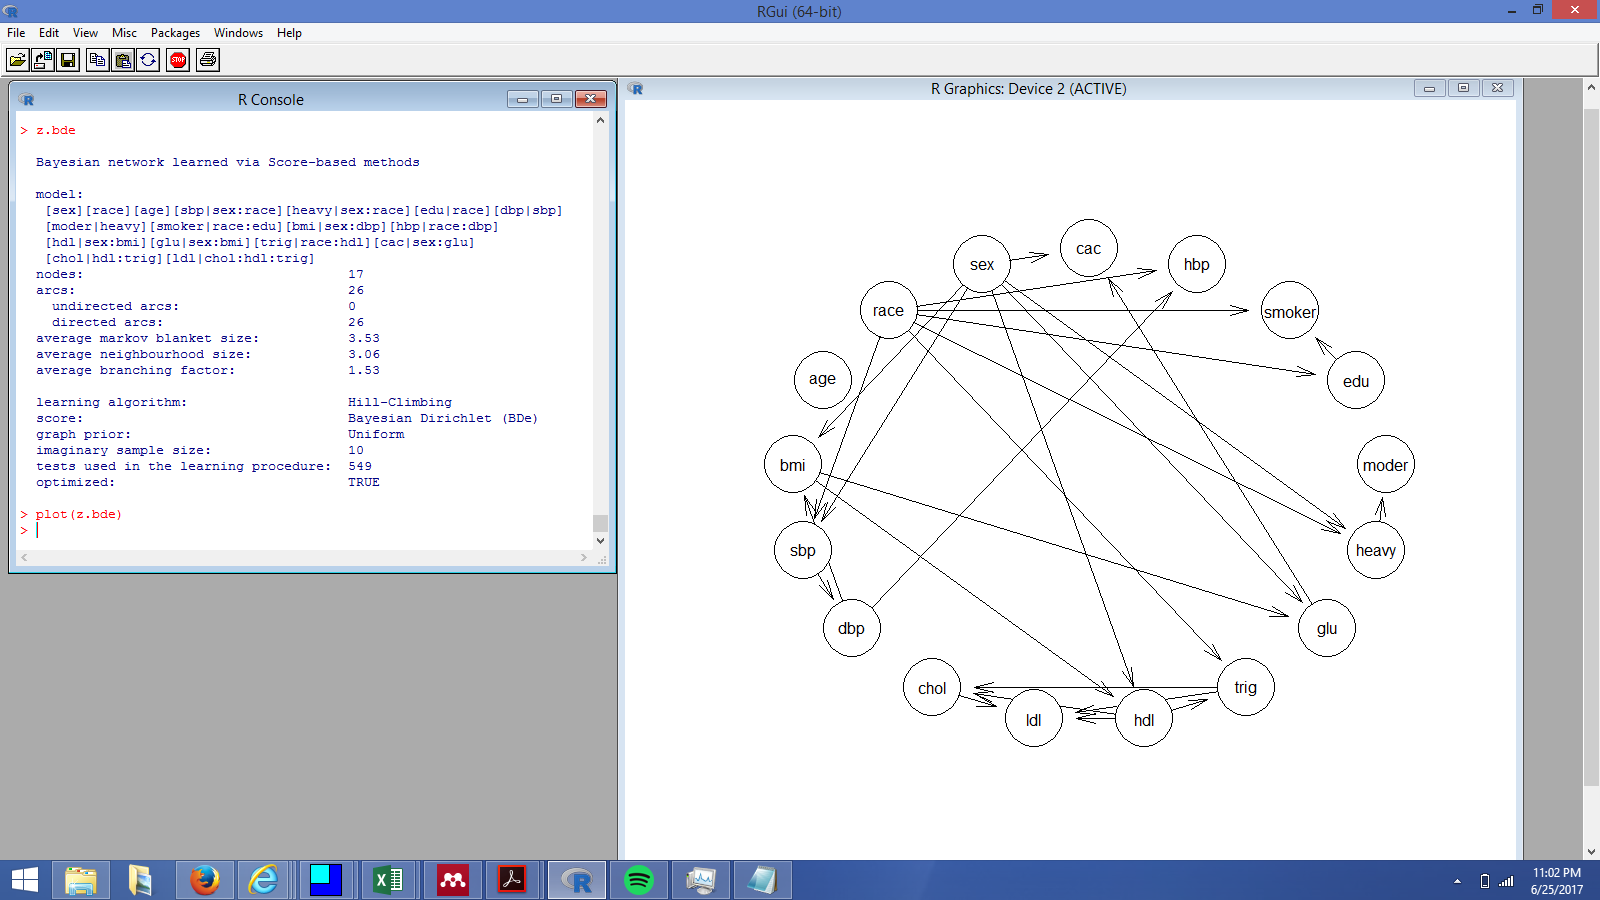 RGui (64-bit)
File Edit View Misc Packages Windows Help
STOP
R Console
> z.bde
Bayesian network learned via Score-based methods
model:
[sex][race][age][sbp|sex:race][heavy|sex:race][edu|race][dbp|sbp]
[moder|heavy][smoker|race:edu][bmi|sex:dbp][hbp|race:dbp]
[hdl|sex:bmi][glu|sex:bmi][trig|race:hdl][cac|sex:glu]
[chol|hdl:trig][ldl|chol:hdl:trig]
nodes: 17
arcs: 26
undirected arcs: 0
directed arcs: 26
average markov blanket size: 3.53
average neighbourhood size: 3.06
average branching factor: 1.53
learning algorithm: Hill-Climbing
score: Bayesian Dirichlet (BDe)
graph prior: Uniform
imaginary sample size: 10
tests used in the learning procedure: 549
optimized: TRUE
> plot(z.bde)
>
R Graphics: Device 2 (ACTIVE)
cac
sex
hbp
race
smoker
age
edu
bmi
moder
sbp
heavy
dbp
glu
chol
trig
ldl
hdl
11:02 PM
6/25/2017